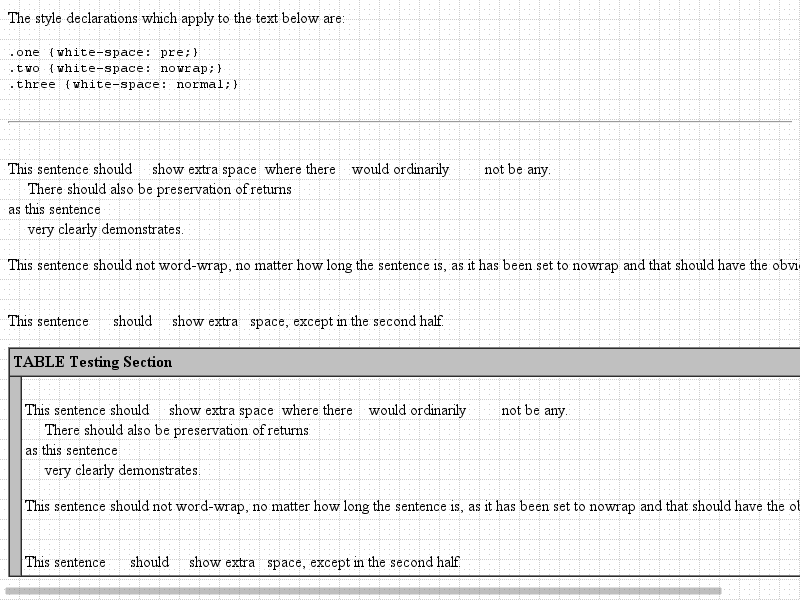 The style declarations which apply to the text below are:
.one {white-space: pre;}
.two {white-space: nowrap;}
.three {white-space: normal;}
This sentence should     show extra space  where there    would ordinarily         not be any.
     There should also be preservation of returns
as this sentence
     very clearly demonstrates.
This sentence should not word-wrap, no matter how long the sentence is, as it has been set to nowrap and that should have the
This sentence      should     show extra   space, except in the second half.
TABLE Testing Section
This sentence should     show extra space  where there    would ordinarily         not be any.
     There should also be preservation of returns
as this sentence
     very clearly demonstrates.
This sentence should not word-wrap, no matter how long the sentence is, as it has been set to nowrap and that should have the
This sentence      should     show extra   space, except in the second half.